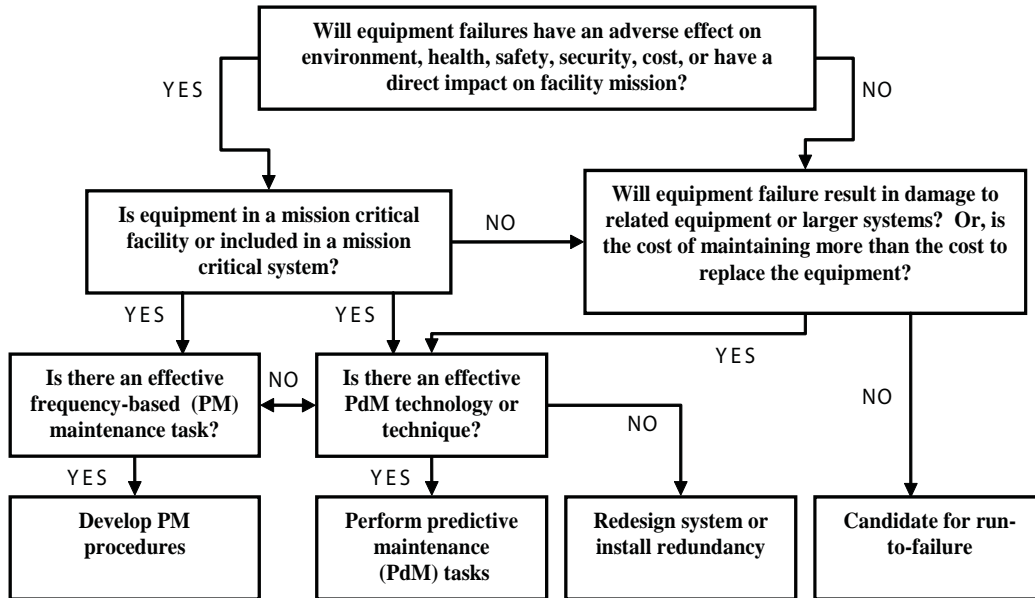 Will equipment failures have an adverse effect on
environment, health, safety, security, cost, or have a
direct impact on facility mission?
YES
NO
Is equipment in a mission critical
facility or included in a mission
critical system?
NO
Will equipment failure result in damage to
related equipment or larger systems?  Or, is
the cost of maintaining more than the cost to
replace the equipment?
YES
YES
YES
NO
Is there an effective
frequency-based  (PM)
maintenance task?
NO
Is there an effective
PdM technology or
technique?
NO
YES
YES
Develop PM
procedures
Perform predictive
maintenance
(PdM) tasks
Redesign system or
install redundancy
Candidate for run-
to-failure